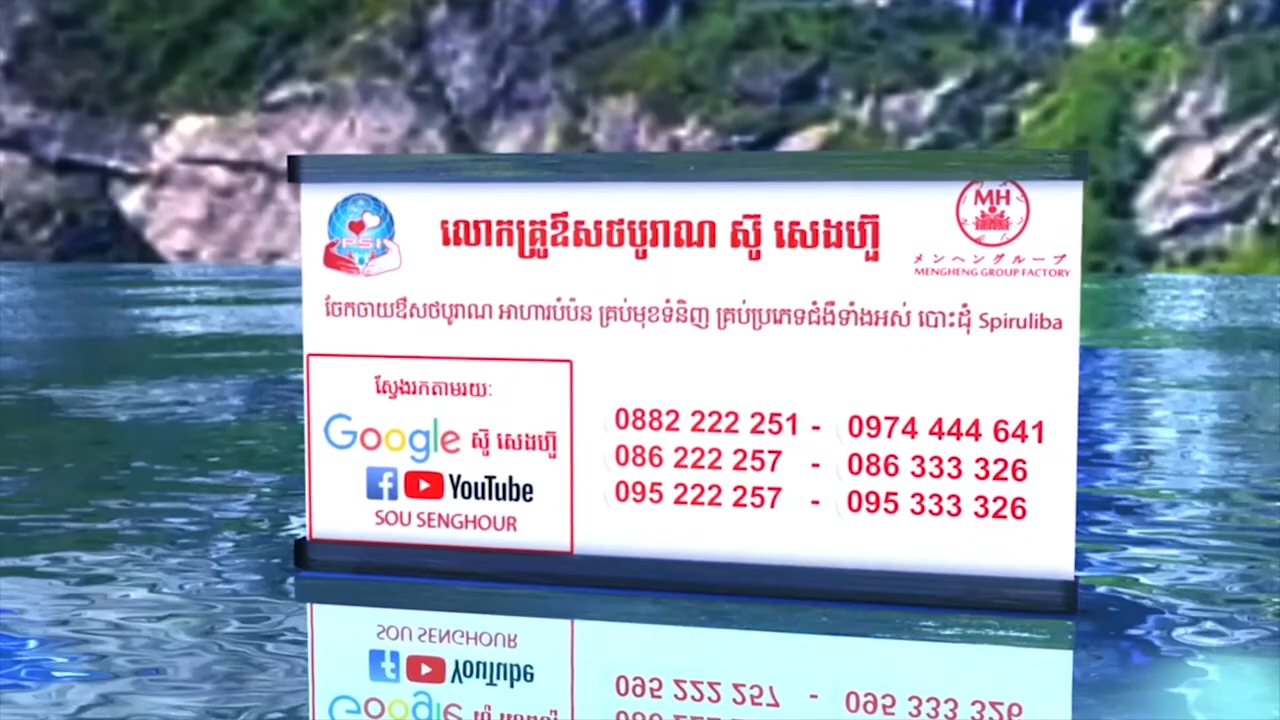 PSI
លោកគ្រូឪសថបូរាណ ស៊ូ សេងហ៊ួ
MH
メンヘングループ
MENGHENG GROUP FACTORY
ចែកចាយឪសថបូរាណ អាហារបំប៉ន គ្រប់មុខទំនិញ គ្រប់ប្រភេទជំងឺទាំងអស់ បោះដុំ Spiruliba
ស្វែងរកតាមរយៈ
Google ស៊ូ សេងហ៊ួ
f YouTube
SOU SENGHOUR
0882 222 251 - 0974 444 641
086 222 257 - 086 333 326
095 222 257 - 095 333 326